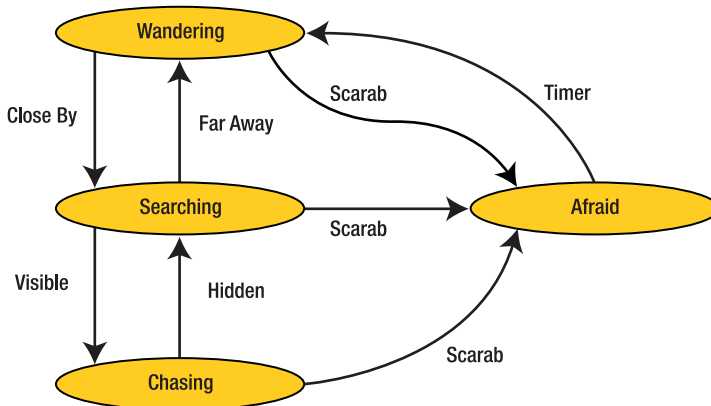 Wandering
Scarab
Timer
Close By
Far Away
Searching
Scarab
Afraid
Visible
Hidden
Scarab
Chasing